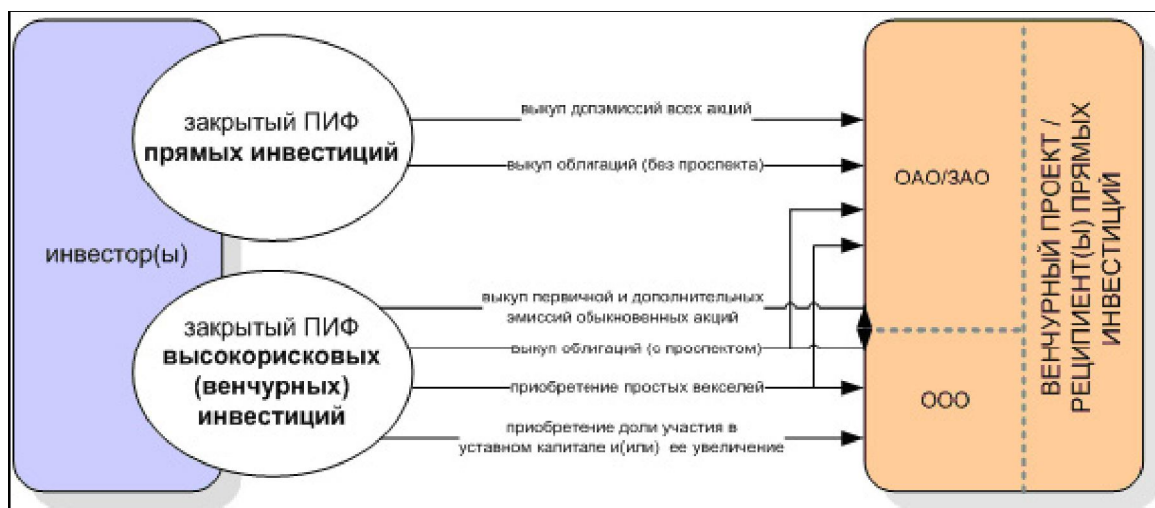 закрытый ПИФ
прямых инвестиций
инвестор(ы)
закрытый ПИФ
высокорисковых
(венчурных)
инвестиций
выкуп допэмиссий всех акций
выкуп облигаций (без проспекта)
выкуп первичной и дополнительных
эмиссий обыкновенных акций
выкуп облигаций (с проспектом)
приобретение простых векселей
приобретение доли участия в
уставном капитале и(или) ее увеличение
ОАО/ЗАО
ООО
ВЕНЧУРНЫЙ ПРОЕКТ /
РЕЦИПИЕНТ(Ы) ПРЯМЫХ
ИНВЕСТИЦИЙ